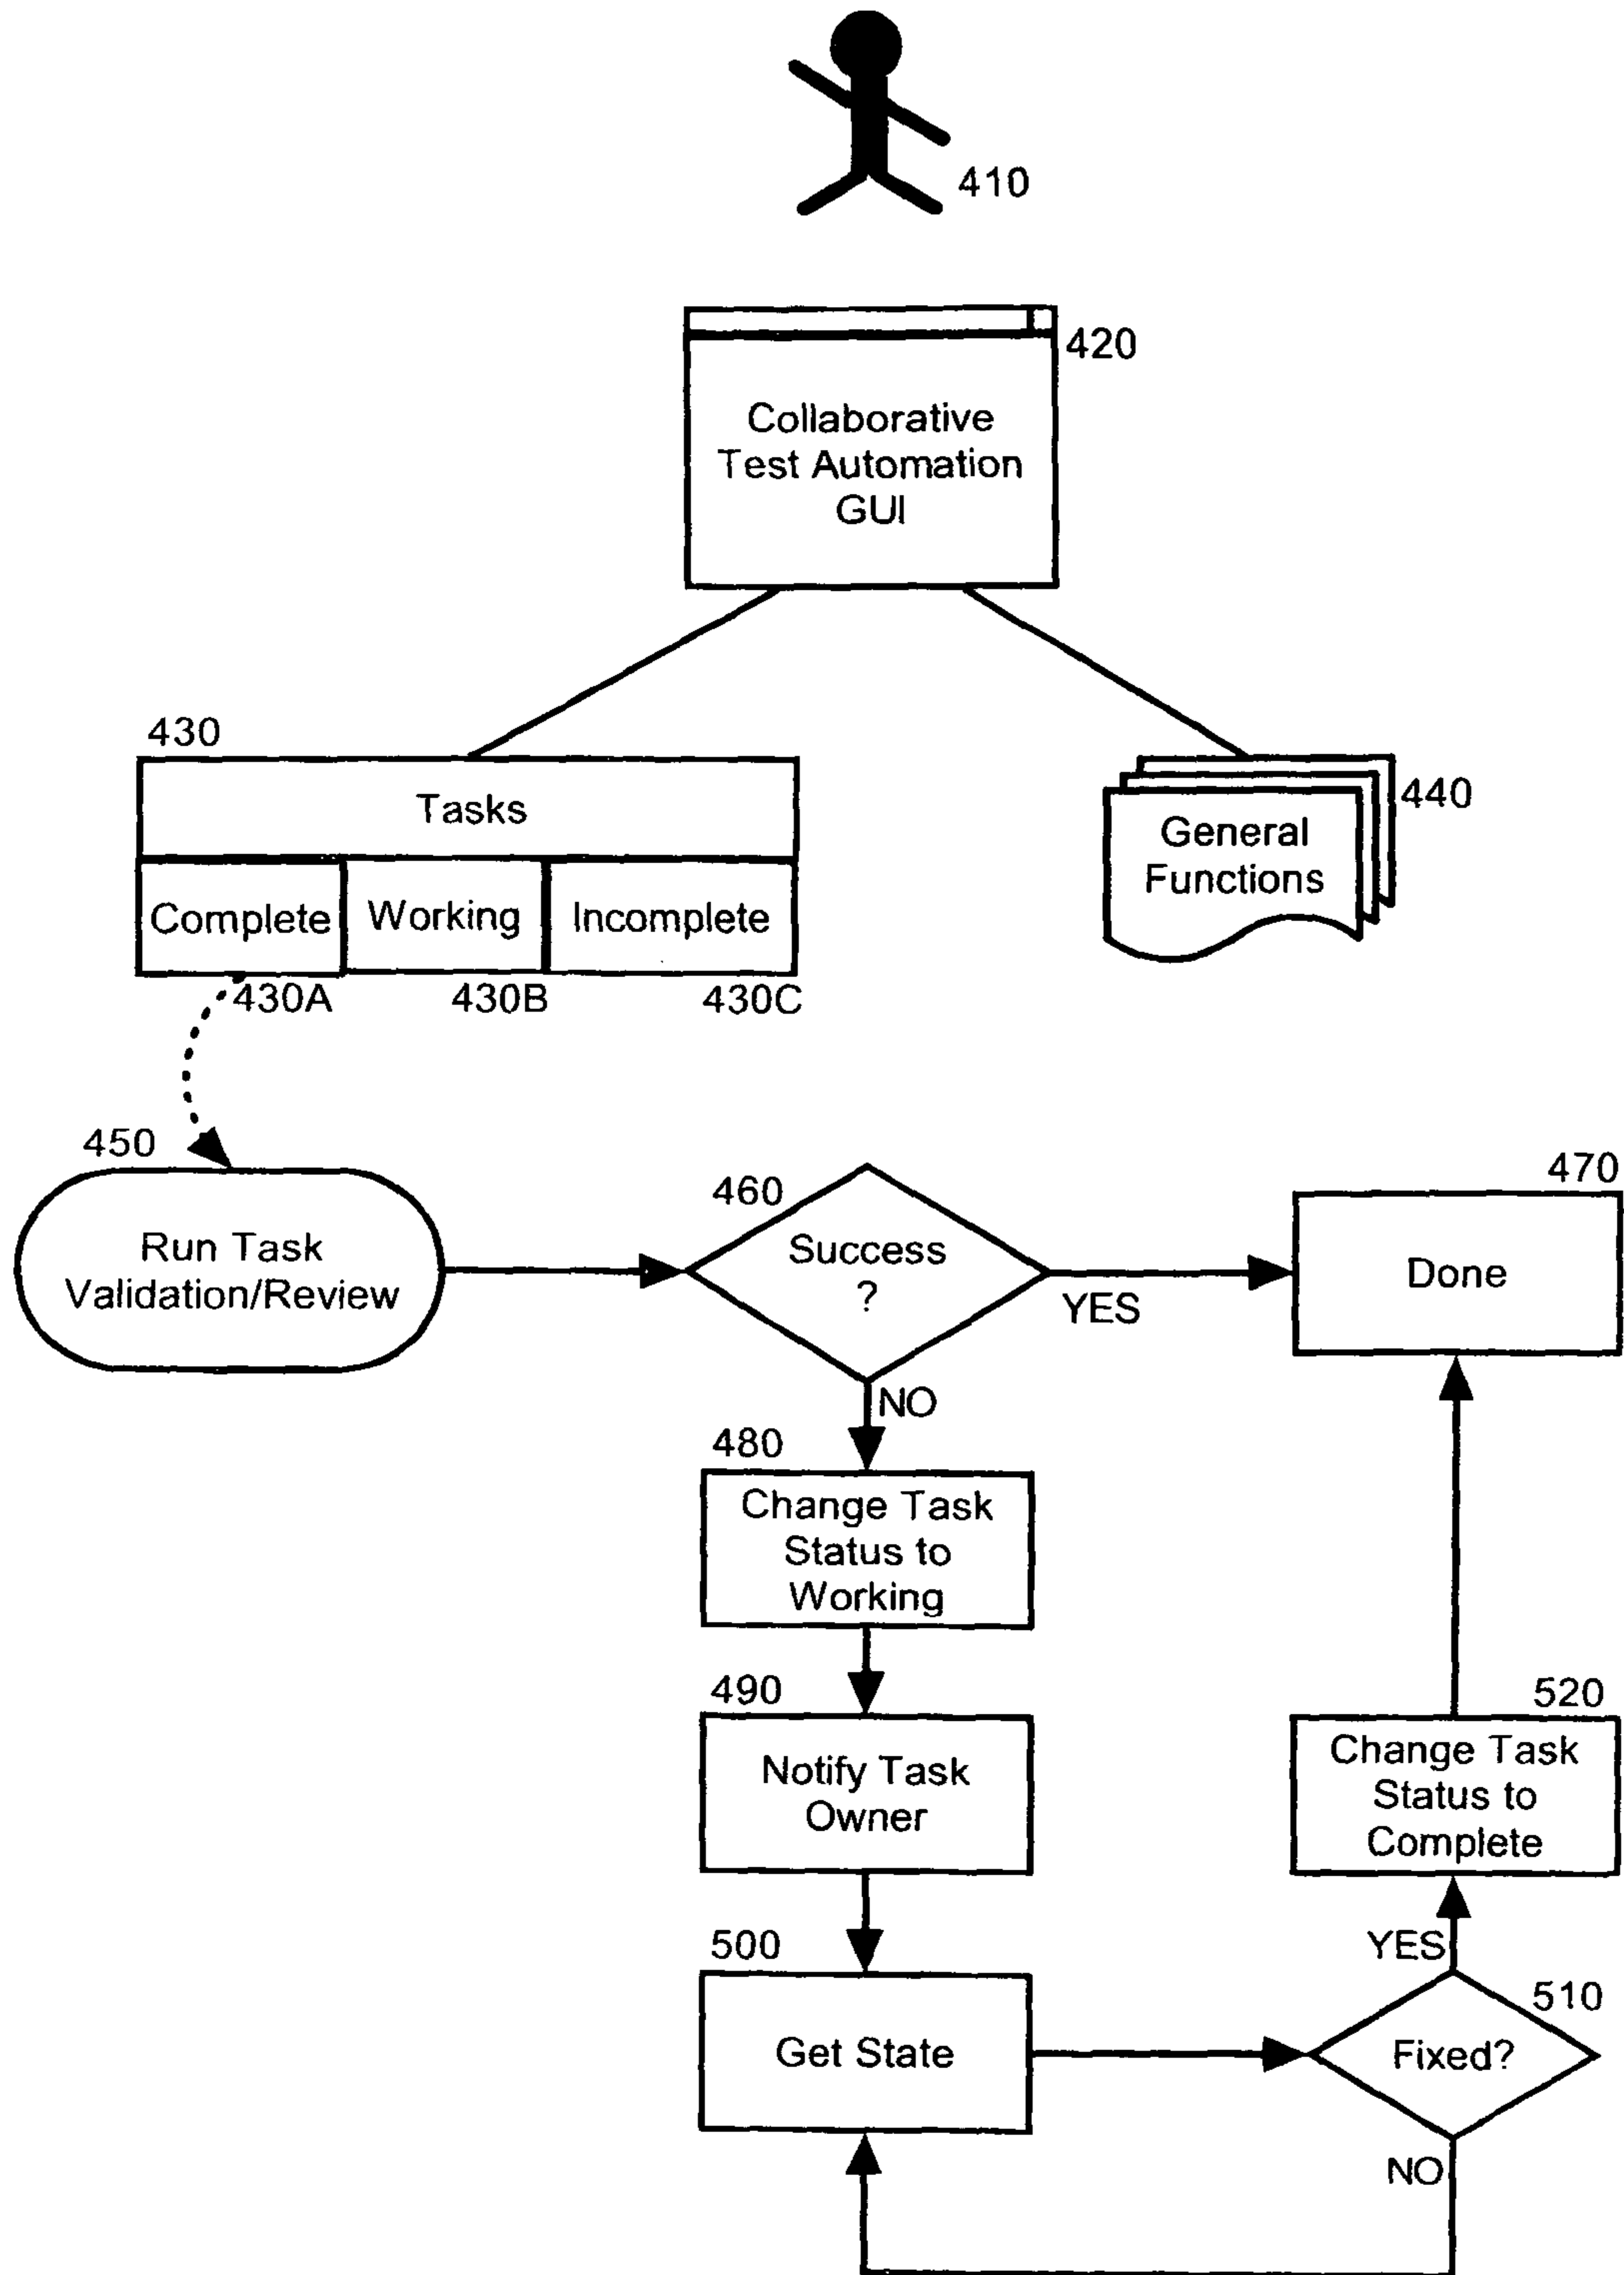 410
420
Collaborative
Test Automation
GUI
430
Tasks
Complete
Working
Incomplete
430A
430B
430C
440
General
Functions
450
Run Task
Validation/Review
460
Success
?
YES
NO
470
Done
480
Change Task
Status to
Working
490
Notify Task
Owner
500
Get State
510
Fixed?
YES
NO
520
Change Task
Status to
Complete